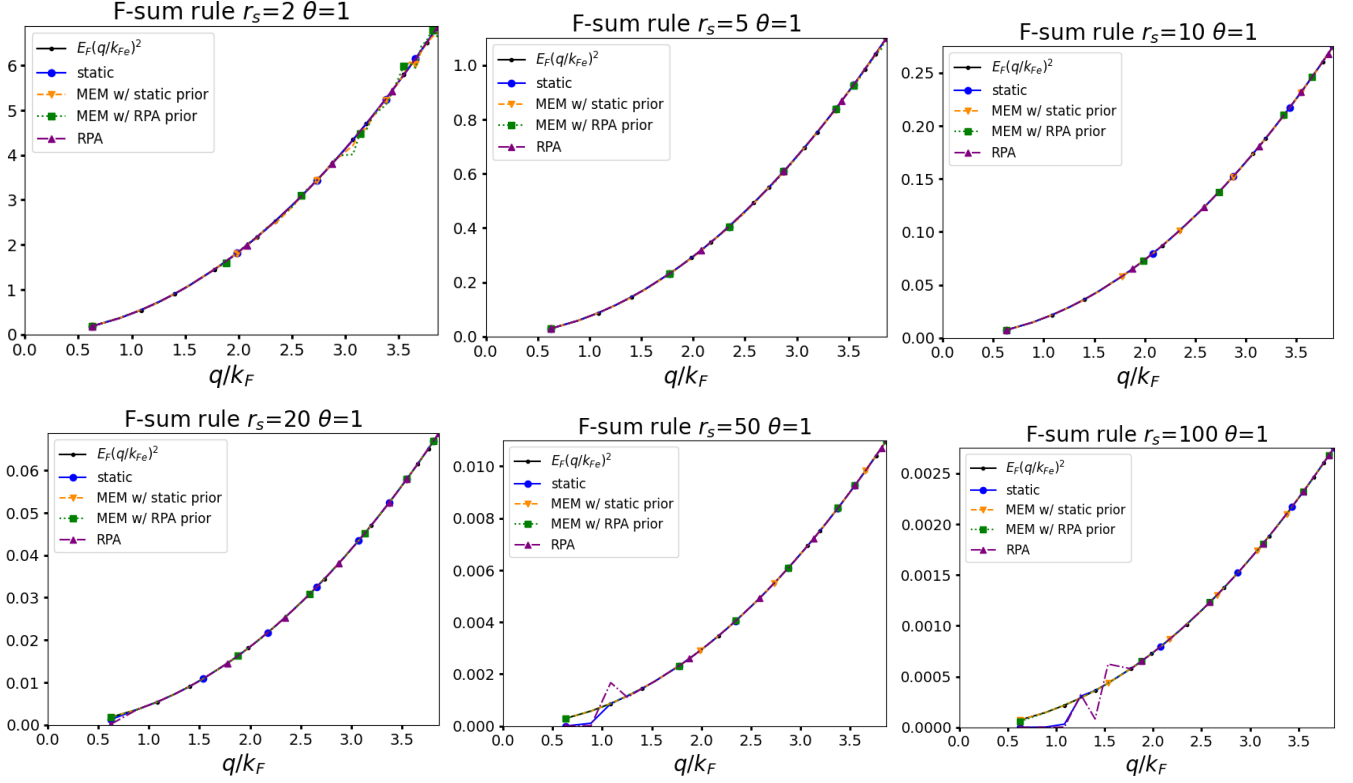 F-sum rule r_s=2 θ=1
E_F(q/k_{Fe})^2
static
MEM w/ static prior
MEM w/ RPA prior
RPA
6
5
4
3
2
1
0
0.0 0.5 1.0 1.5 2.0 2.5 3.0 3.5
q/k_F
F-sum rule r_s=5 θ=1
E_F(q/k_{Fe})^2
static
MEM w/ static prior
MEM w/ RPA prior
RPA
1.0
0.8
0.6
0.4
0.2
0.0
0.0 0.5 1.0 1.5 2.0 2.5 3.0 3.5
q/k_F
F-sum rule r_s=10 θ=1
E_F(q/k_{Fe})^2
static
MEM w/ static prior
MEM w/ RPA prior
RPA
0.25
0.20
0.15
0.10
0.05
0.00
0.0 0.5 1.0 1.5 2.0 2.5 3.0 3.5
q/k_F
F-sum rule r_s=20 θ=1
E_F(q/k_{Fe})^2
static
MEM w/ static prior
MEM w/ RPA prior
RPA
0.06
0.05
0.04
0.03
0.02
0.01
0.00
0.0 0.5 1.0 1.5 2.0 2.5 3.0 3.5
q/k_F
F-sum rule r_s=50 θ=1
E_F(q/k_{Fe})^2
static
MEM w/ static prior
MEM w/ RPA prior
RPA
0.010
0.008
0.006
0.004
0.002
0.000
0.0 0.5 1.0 1.5 2.0 2.5 3.0 3.5
q/k_F
F-sum rule r_s=100 θ=1
E_F(q/k_{Fe})^2
static
MEM w/ static prior
MEM w/ RPA prior
RPA
0.0025
0.0020
0.0015
0.0010
0.0005
0.0000
0.0 0.5 1.0 1.5 2.0 2.5 3.0 3.5
q/k_F